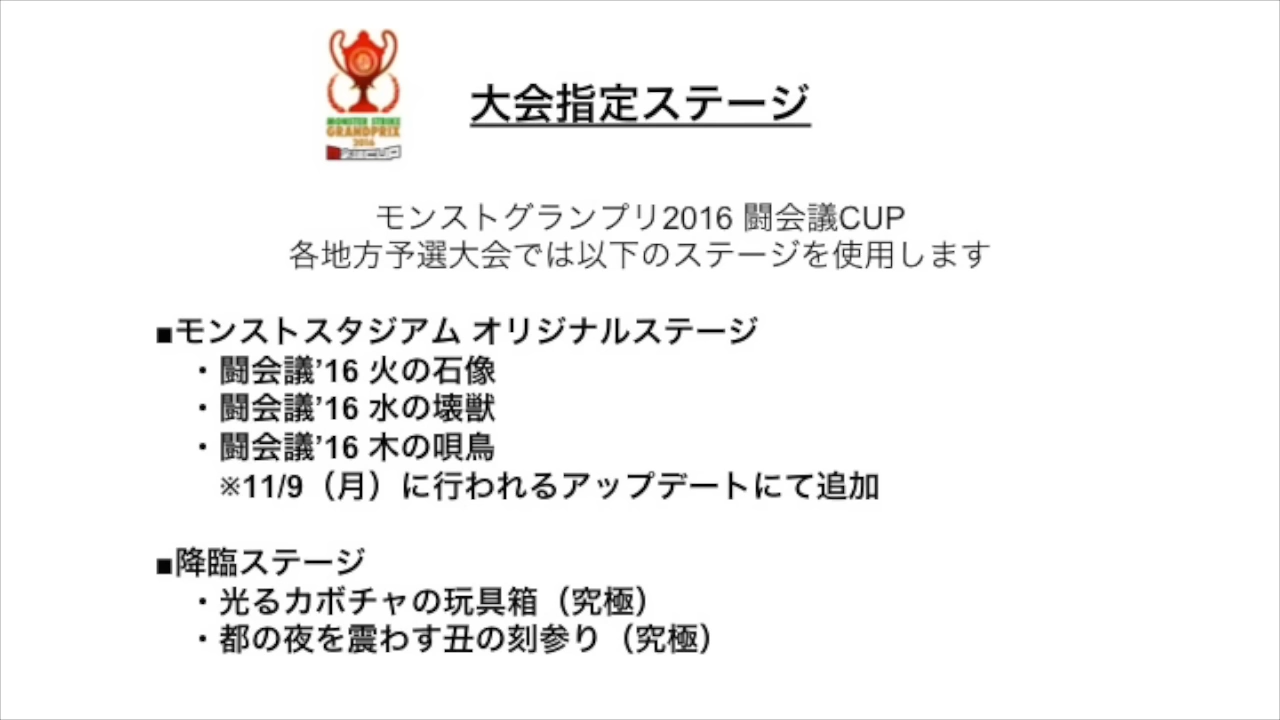 MONSTER STRIKE
GRANDPRIX
2016
大会指定ステージ
モンストグランプリ2016 闘会議CUP
各地方予選大会では以下のステージを使用します
■モンストスタジアム オリジナルステージ
・闘会議’16 火の石像
・闘会議’16 水の壊獣
・闘会議’16 木の唄鳥
※11/9（月）に行われるアップデートにて追加
■降臨ステージ
・光るカボチャの玩具箱（究極）
・都の夜を震わす丑の刻参り（究極）